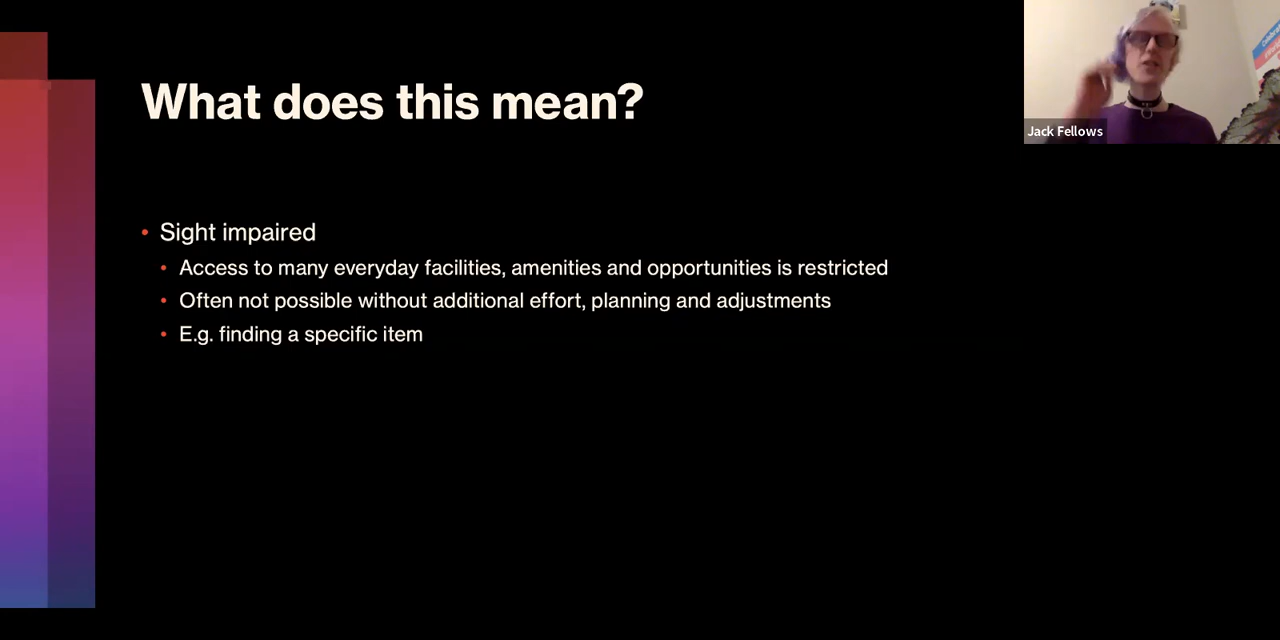 What does this mean?
Sight impaired
Access to many everyday facilities, amenities and opportunities is restricted
Often not possible without additional effort, planning and adjustments
E.g. finding a specific item
Jack Fellows